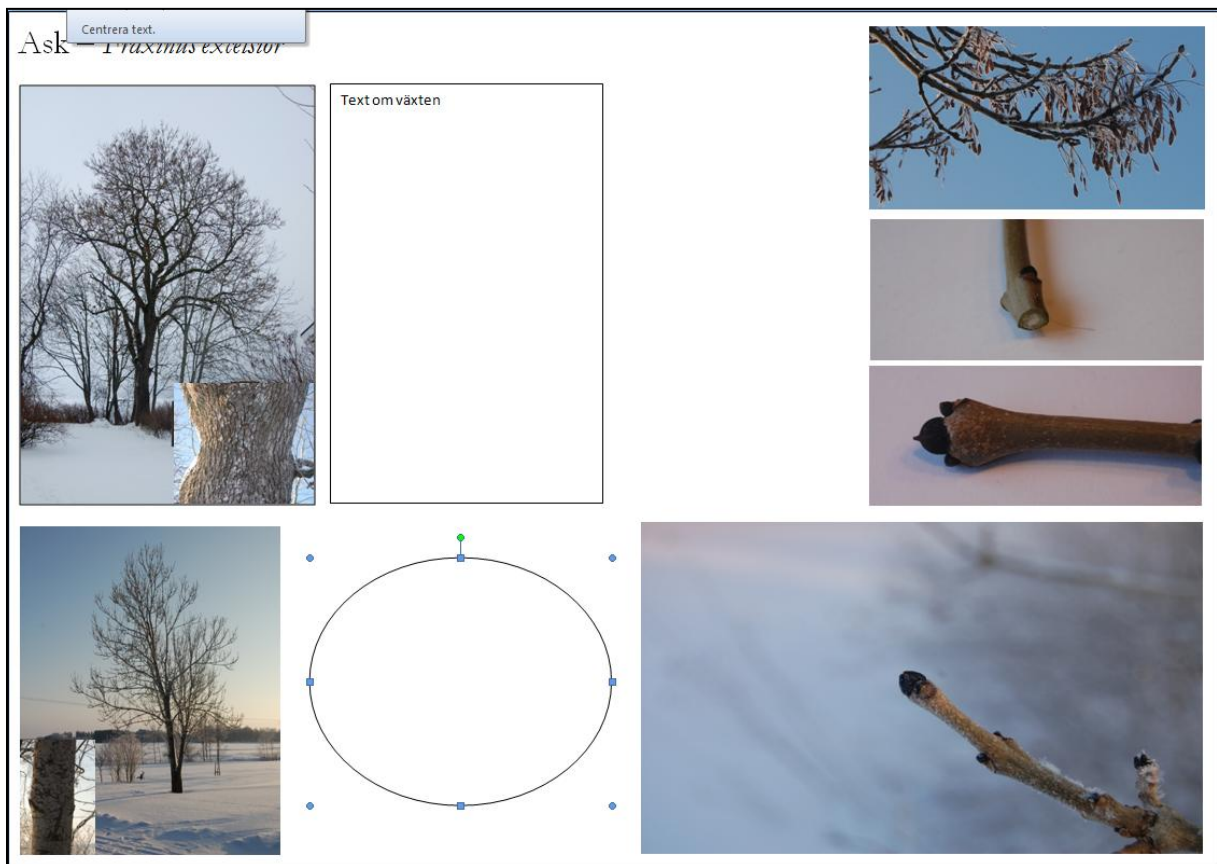 Centrera text.
Ask – Fraxinus excelsior
Text om växten